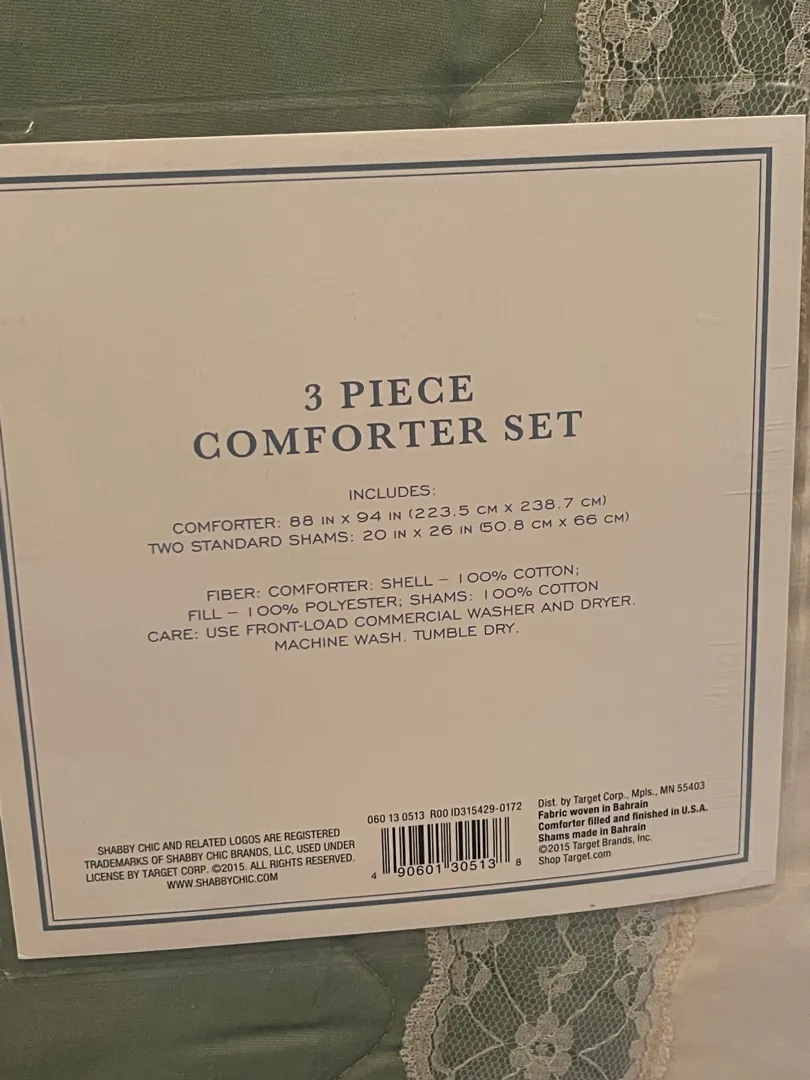 3 PIECE
COMFORTER SET
INCLUDES:
COMFORTER: 88 IN X 94 IN (223.5 CM X 238.7 CM)
TWO STANDARD SHAMS: 20 IN X 26 IN (50.8 CM X 66 CM)
FIBER: COMFORTER: SHELL – 100% COTTON;
FILL – 100% POLYESTER; SHAMS: 100% COTTON
CARE: USE FRONT-LOAD COMMERCIAL WASHER AND DRYER.
MACHINE WASH. TUMBLE DRY.
SHABBY CHIC AND RELATED LOGOS ARE REGISTERED
TRADEMARKS OF SHABBY CHIC BRANDS, LLC, USED UNDER
LICENSE BY TARGET CORP. ©2015. ALL RIGHTS RESERVED.
WWW.SHABBYCHIC.COM
060 13 0513 R00 ID315429-0172
4 90601 30513 8
Dist. by Target Corp., Mpls., MN 55403
Fabric woven in Bahrain
Comforter filled and finished in U.S.A.
Shams made in Bahrain
©2015 Target Brands, Inc.
Shop Target.com